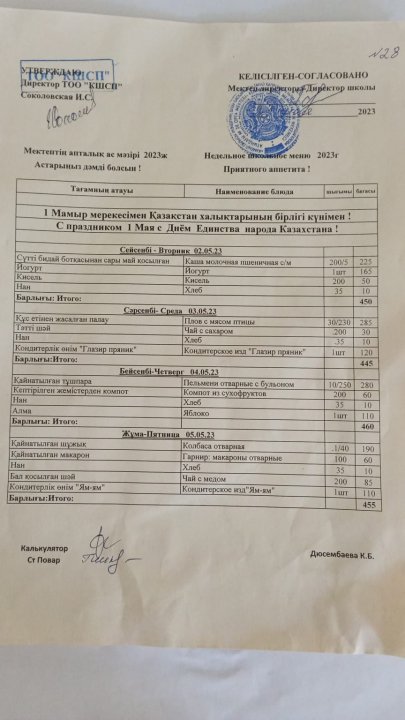 №28
УТВЕРЖДАЮ
ТОО "КШСП"
Директор ТОО "КШСП"
Соколовская И.С.
КЕЛІСІЛГЕН-СОГЛАСОВАНО
Мектеп директоры-Директор школы
2023
Мектептің апталық ас мәзірі 2023ж Недельное школьное меню 2023г
Астарыңыз дәмді болсын ! Приятного аппетита !
Тағамның атауы Наименование блюда шығымы бағасы
1 Мамыр мерекесімен Қазақстан халықтарының бірлігі күнімен !
С праздником 1 Мая с Днём Единства народа Казахстана !
Сейсенбі - Вторник 02.05.23
Сүтті бидай ботқасынан сары май қосылған Каша молочная пшеничная с/м 200/5 225
Йогурт Йогурт 1шт 165
Кисель Кисель 200 50
Нан Хлеб 35 10
Барлығы: Итого: 450
Сәрсенбі- Среда 03.05.23
Құс етінен жасалған палау Плов с мясом птицы 30/230 285
Тәтті шай Чай с сахаром 200 30
Нан Хлеб 35 10
Кондитерлік өнім "Глазир пряник" Кондитерское изд "Глазир пряник" 1шт 120
Барлығы:Итого: 445
Бейсенбі-Четверг 04.05.23
Қайнатылған тұшпара Пельмени отварные с бульоном 10/250 280
Кептірілген жемістерден компот Компот из сухофруктов 200 60
Нан Хлеб 35 10
Алма Яблоко 1шт 110
Барлығы: Итого: 460
Жұма-Пятница 05.05.23
Қайнатылған шұжық Колбаса отварная .1/40 190
Қайнатылған макарон Гарнир: макароны отварные 100 60
Нан Хлеб 35 10
Бал қосылған шәй Чай с медом 200 85
Кондитерлік өнім "Ям-ям" Кондитерское изд"Ям-ям" 1шт 110
Барлығы:Итого: 455
Калькулятор
Ст Повар
Дюсембаева К.Б.